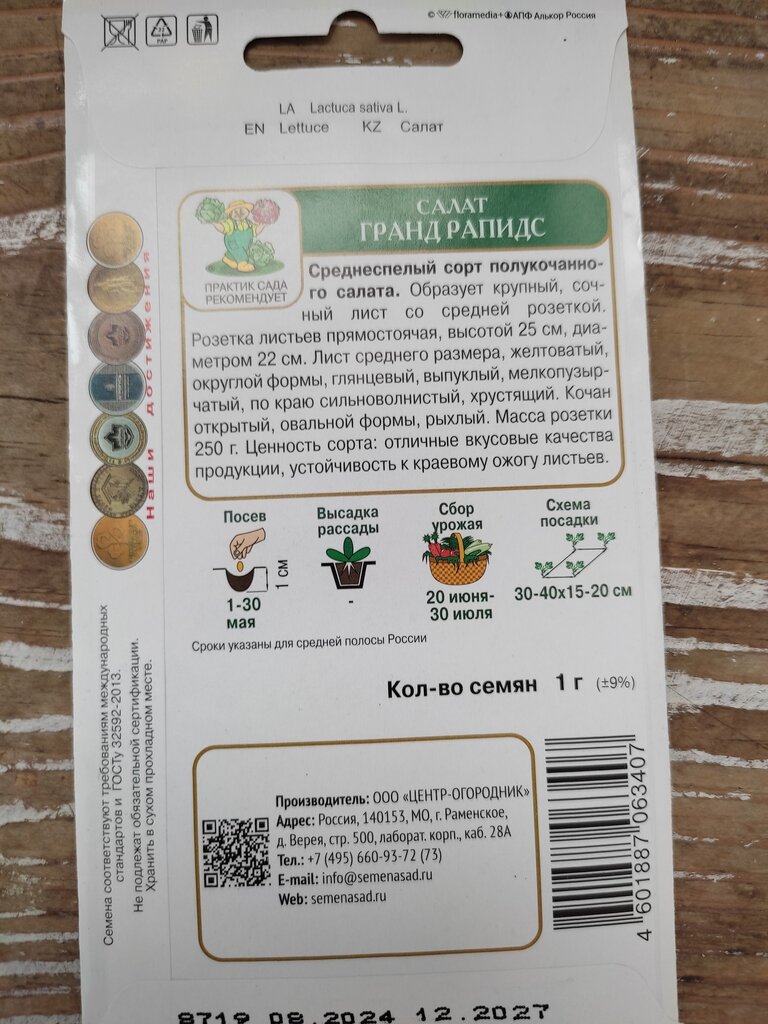 © floramedia+ АПФ Алькор Россия
PAP
LA Lactuca sativa L.
EN Lettuce KZ Салат
САЛАТ
ГРАНД РАПИДС
ПРАКТИК САДА
РЕКОМЕНДУЕТ
Среднеспелый сорт полукочанно-
го салата. Образует крупный, соч-
ный лист со средней розеткой.
Розетка листьев прямостоячая, высотой 25 см, диа-
метром 22 см. Лист среднего размера, желтоватый,
округлой формы, глянцевый, выпуклый, мелкопузыр-
чатый, по краю сильноволнистый, хрустящий. Кочан
открытый, овальной формы, рыхлый. Масса розетки
250 г. Ценность сорта: отличные вкусовые качества
продукции, устойчивость к краевому ожогу листьев.
Наши достижения
Посев
1 см
1-30
мая
Высадка
рассады
-
Сбор
урожая
20 июня-
30 июля
Схема
посадки
30-40х15-20 см
Сроки указаны для средней полосы России
Кол-во семян 1 г (±9%)
Семена соответствуют требованиям международных
стандартов и ГОСТу 32592-2013.
Не подлежат обязательной сертификации.
Хранить в сухом прохладном месте.
Производитель: ООО «ЦЕНТР-ОГОРОДНИК»
Адрес: Россия, 140153, МО, г. Раменское,
д. Верея, стр. 500, лаборат. корп., каб. 28А
Тел.: +7 (495) 660-93-72 (73)
E-mail: info@semenasad.ru
Web: semenasad.ru
4 601887 063407
8719 08.2024 12.2027